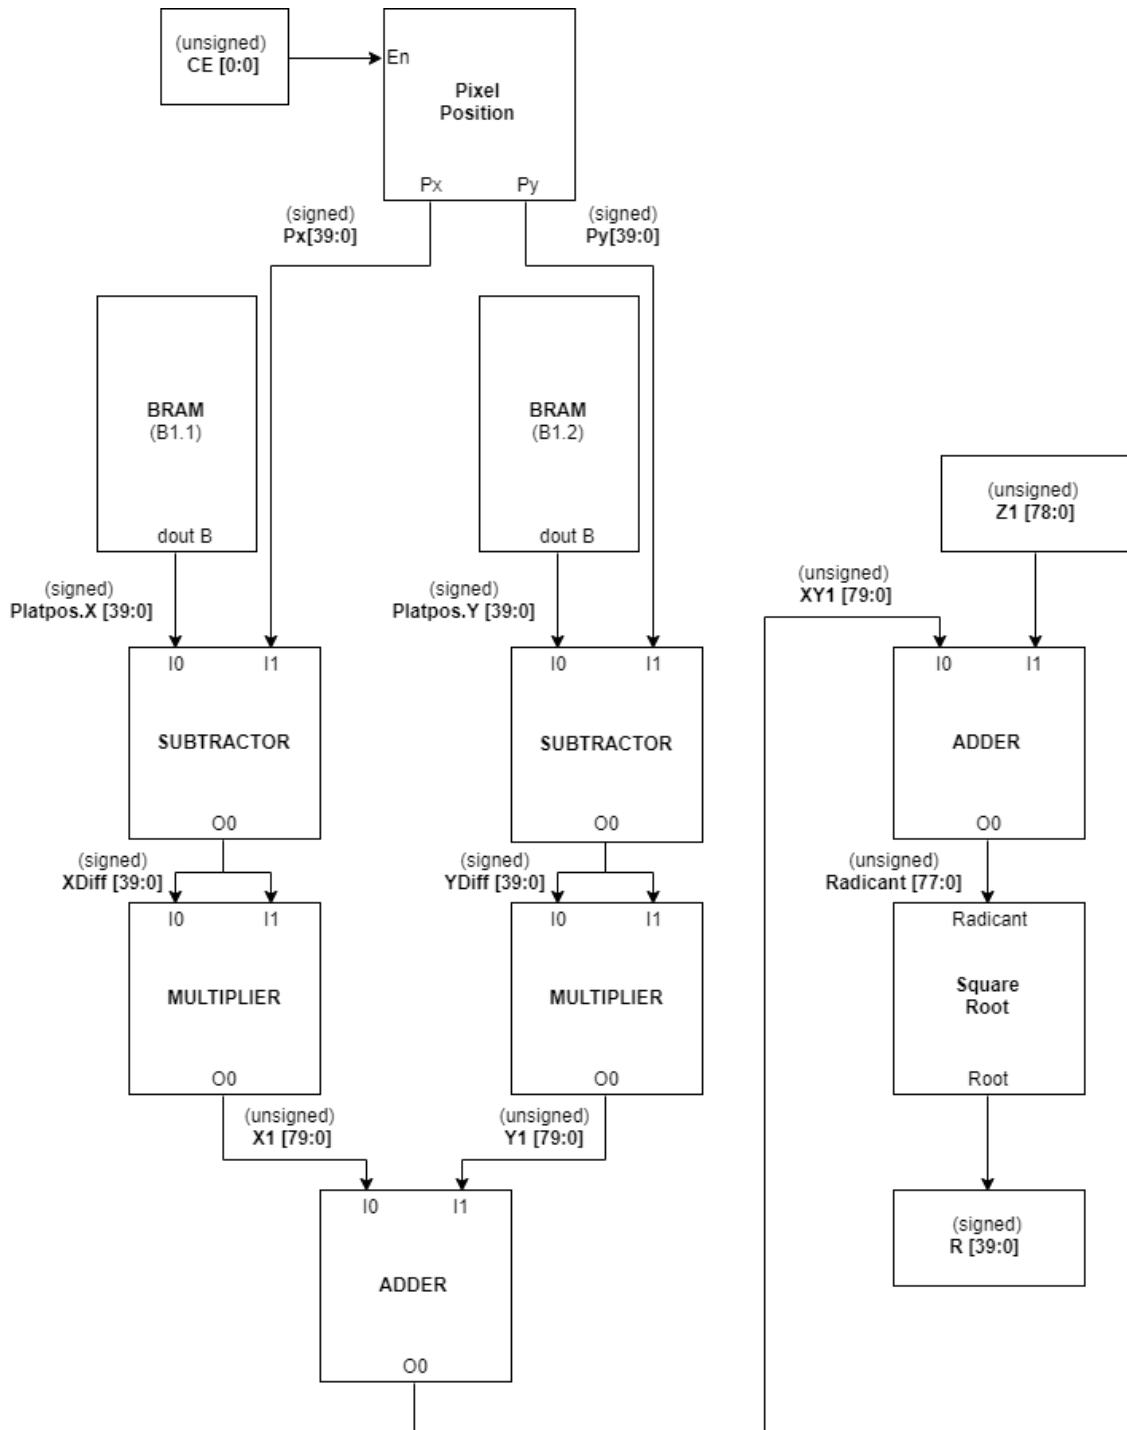 (unsigned)
CE [0:0]
En
Pixel
Position
Px
Py
(signed)
Px[39:0]
(signed)
Py[39:0]
BRAM
(B1.1)
dout B
BRAM
(B1.2)
dout B
(unsigned)
Z1 [78:0]
(signed)
Platpos.X [39:0]
(signed)
Platpos.Y [39:0]
(unsigned)
XY1 [79:0]
I0 I1
SUBTRACTOR
O0
I0 I1
SUBTRACTOR
O0
I0 I1
ADDER
O0
(signed)
XDiff [39:0]
(signed)
YDiff [39:0]
(unsigned)
Radicant [77:0]
I0 I1
MULTIPLIER
O0
I0 I1
MULTIPLIER
O0
Radicant
Square
Root
Root
(unsigned)
X1 [79:0]
(unsigned)
Y1 [79:0]
I0 I1
ADDER
O0
(signed)
R [39:0]